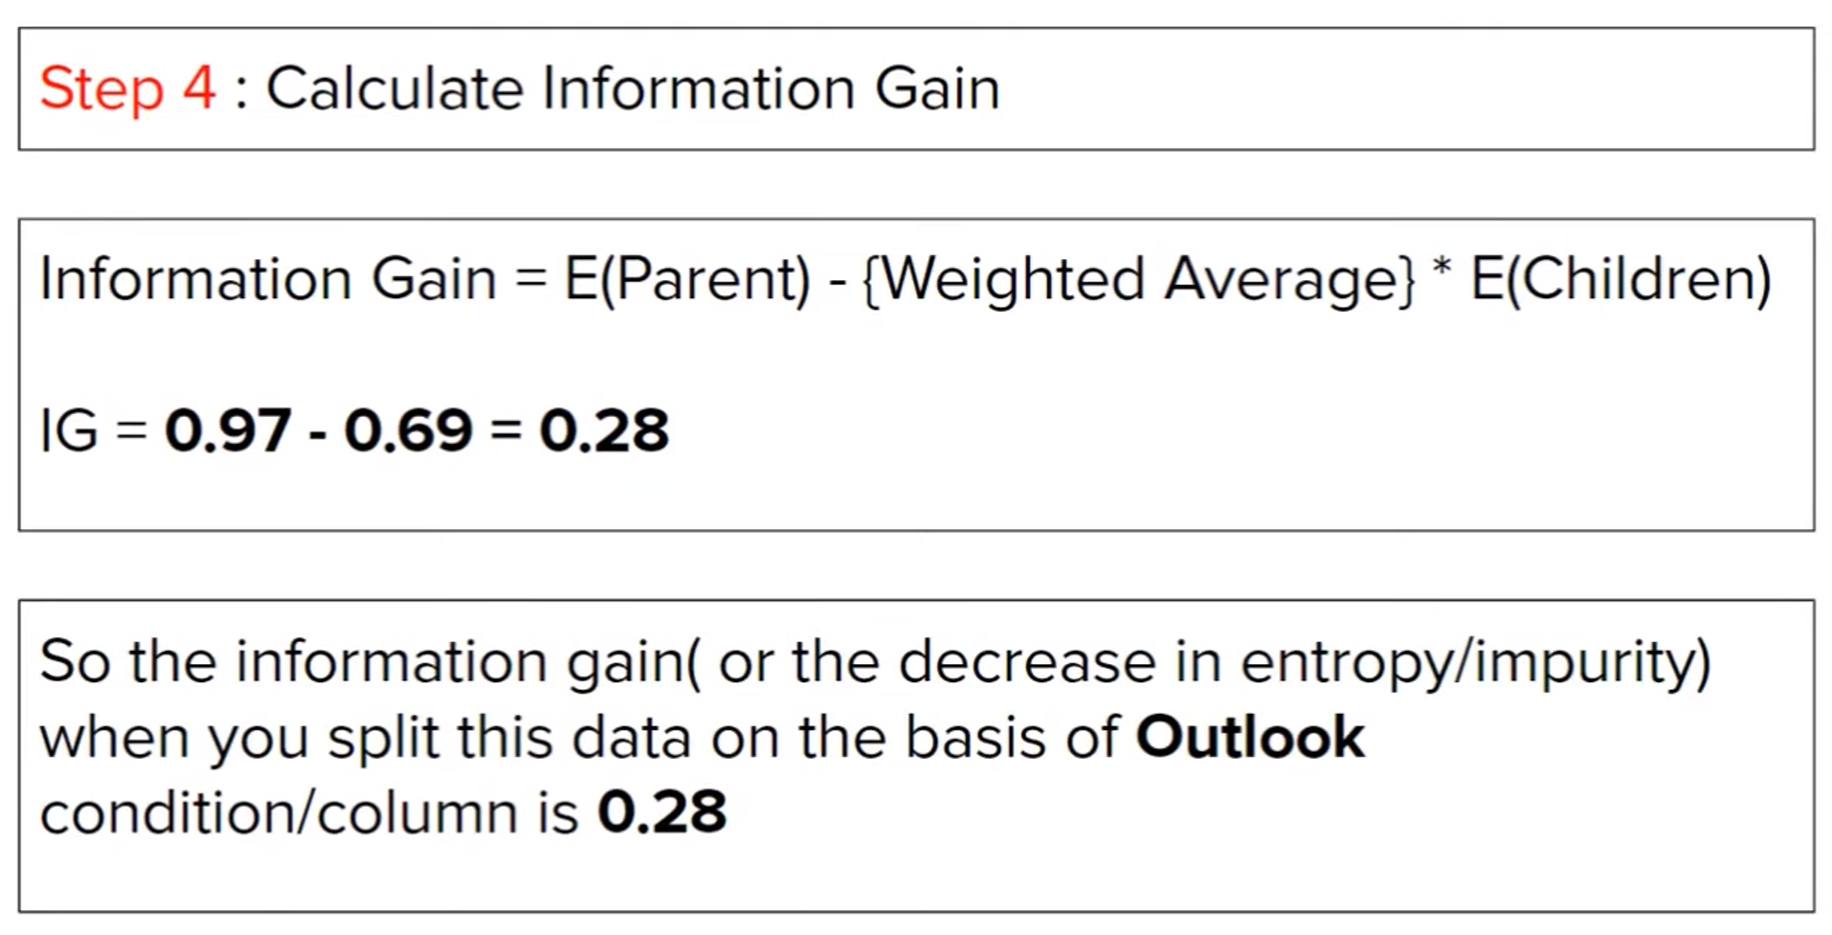 Step 4 : Calculate Information Gain
Information Gain = E(Parent) - {Weighted Average} * E(Children)
IG = 0.97 - 0.69 = 0.28
So the information gain( or the decrease in entropy/impurity)
when you split this data on the basis of Outlook
condition/column is 0.28